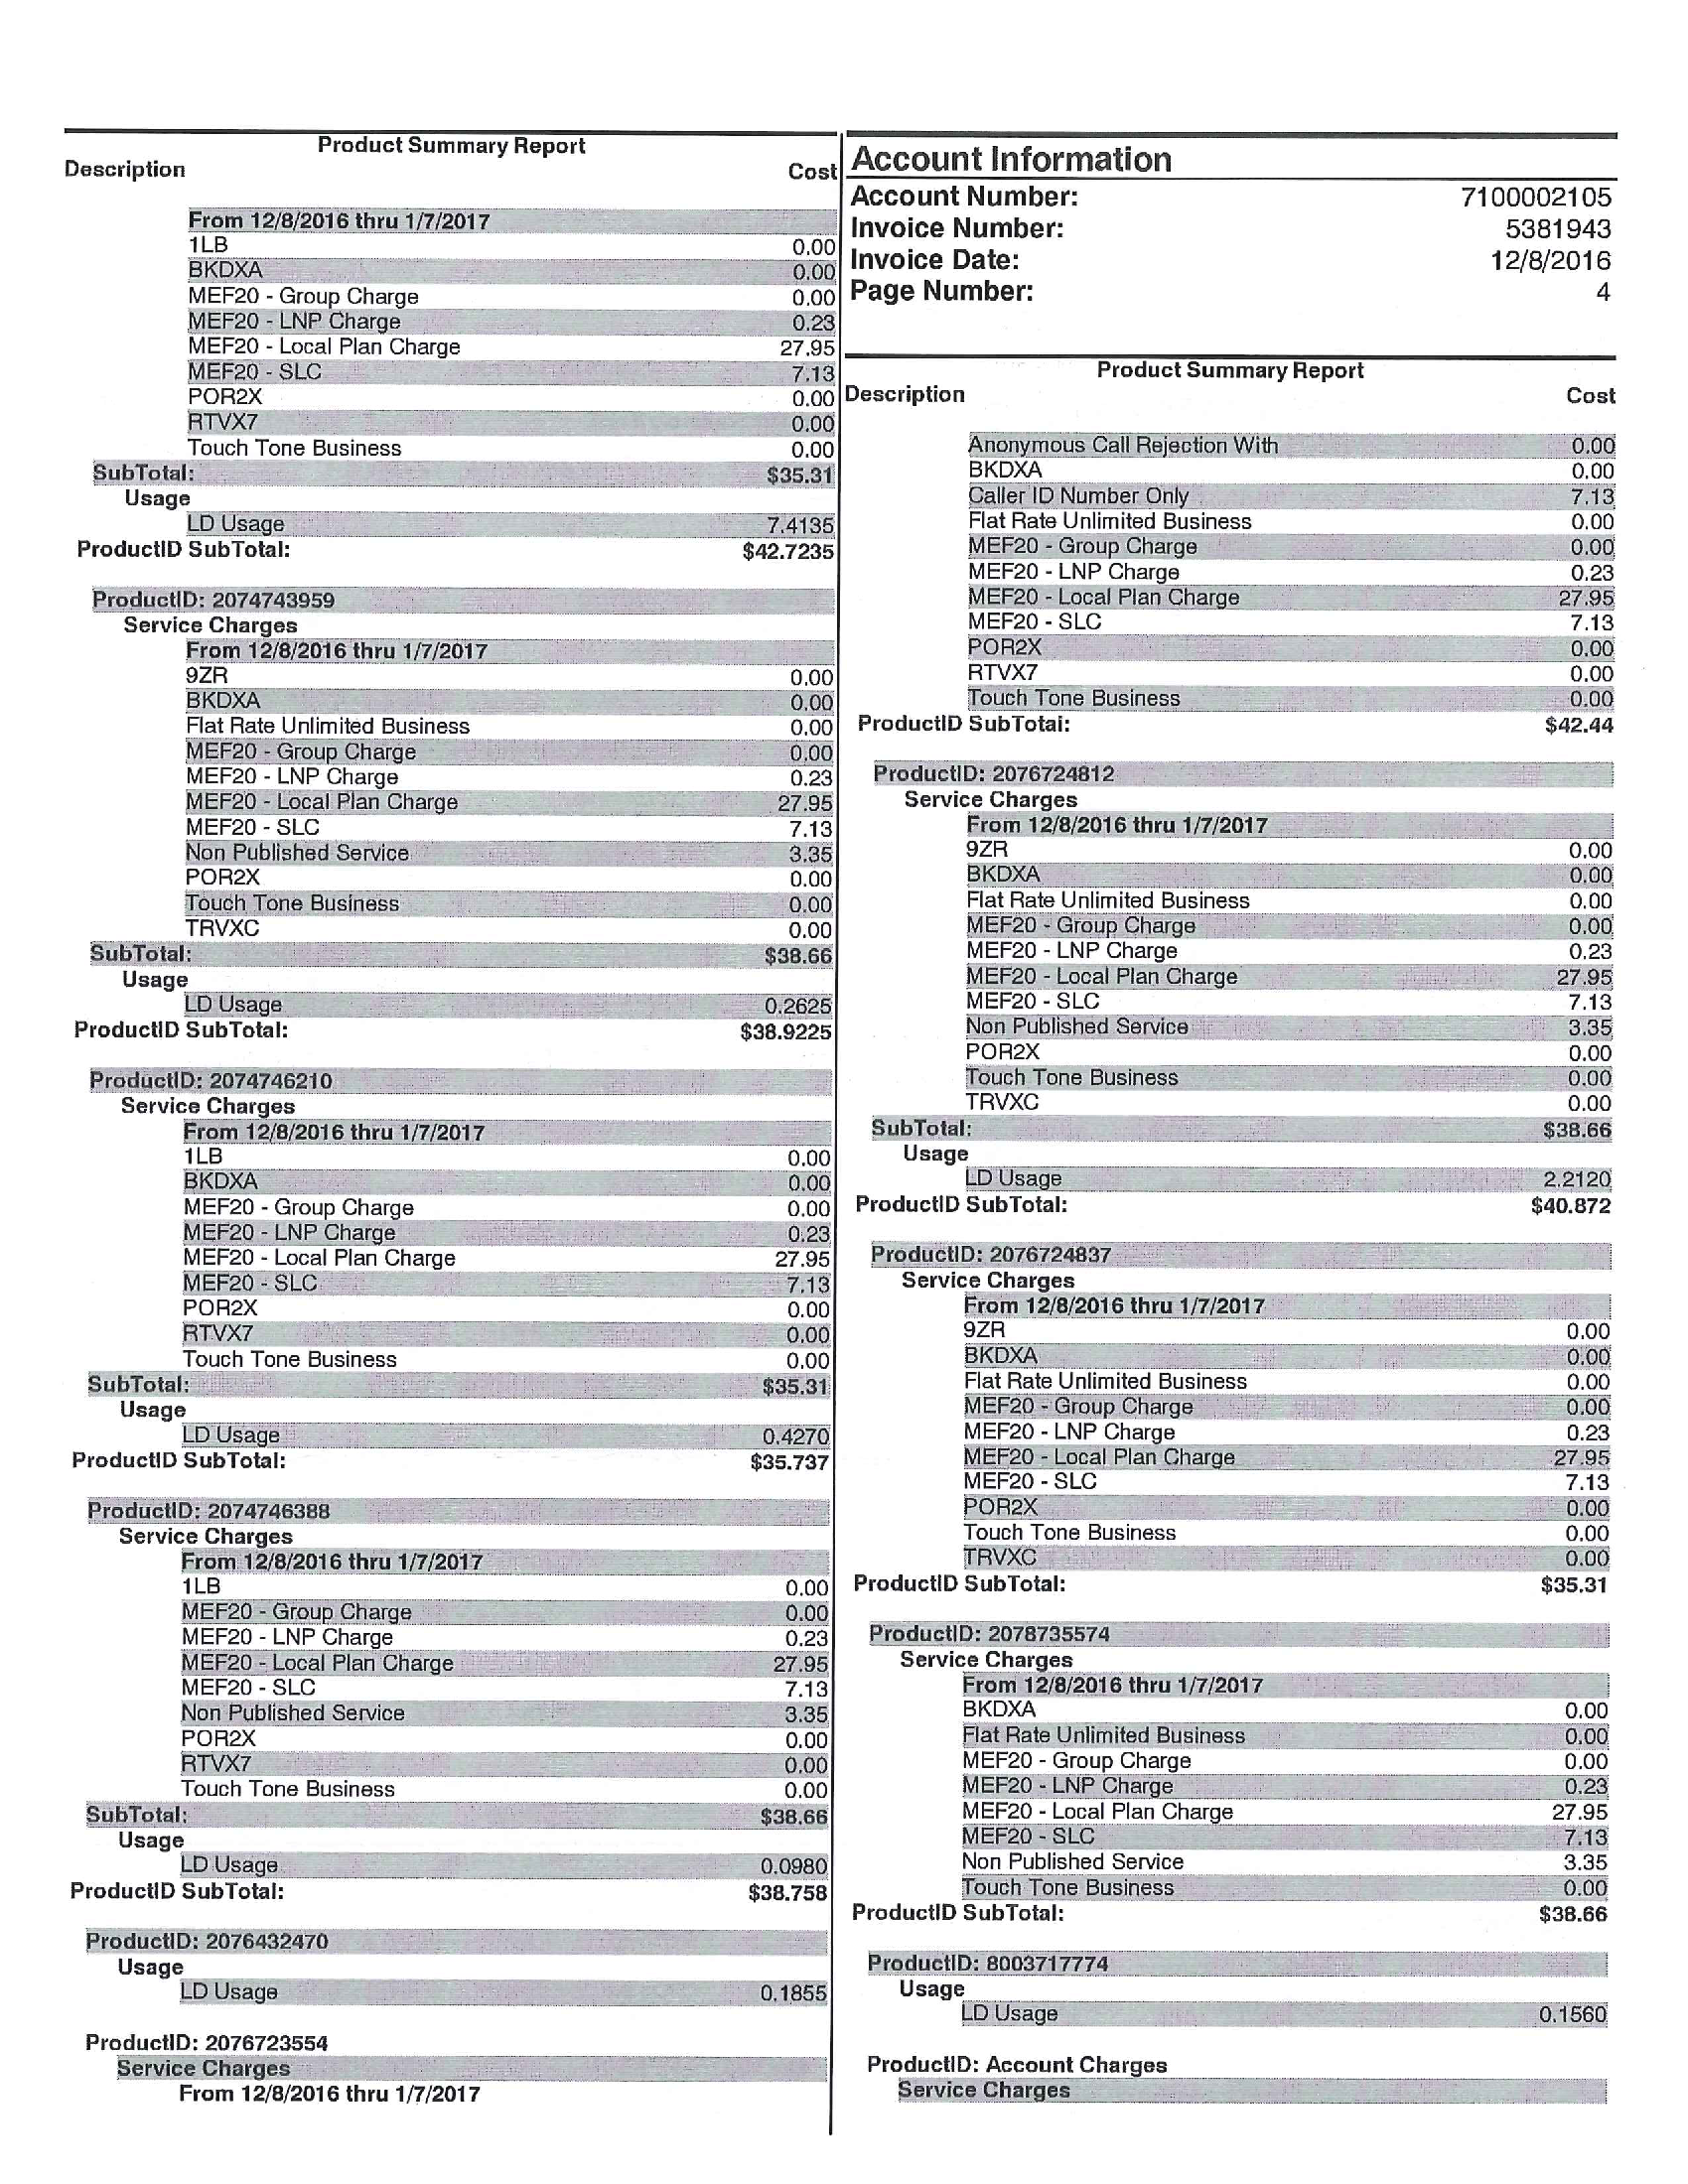 Product Summary Report
Description Cost
From 12/8/2016 thru 1/7/2017
1LB 0.00
BKDXA 0.00
MEF20 - Group Charge 0.00
MEF20 - LNP Charge 0.23
MEF20 - Local Plan Charge 27.95
MEF20 - SLC 7.13
POR2X 0.00
RTVX7 0.00
Touch Tone Business 0.00
SubTotal: $35.31
Usage
LD Usage 7.4135
ProductID SubTotal: $42.7235
ProductID: 2074743959
Service Charges
From 12/8/2016 thru 1/7/2017
9ZR 0.00
BKDXA 0.00
Flat Rate Unlimited Business 0.00
MEF20 - Group Charge 0.00
MEF20 - LNP Charge 0.23
MEF20 - Local Plan Charge 27.95
MEF20 - SLC 7.13
Non Published Service 3.35
POR2X 0.00
Touch Tone Business 0.00
TRVXC 0.00
SubTotal: $38.66
Usage
LD Usage 0.2625
ProductID SubTotal: $38.9225
ProductID: 2074746210
Service Charges
From 12/8/2016 thru 1/7/2017
1LB 0.00
BKDXA 0.00
MEF20 - Group Charge 0.00
MEF20 - LNP Charge 0.23
MEF20 - Local Plan Charge 27.95
MEF20 - SLC 7.13
POR2X 0.00
RTVX7 0.00
Touch Tone Business 0.00
SubTotal: $35.31
Usage
LD Usage 0.4270
ProductID SubTotal: $35.737
ProductID: 2074746388
Service Charges
From 12/8/2016 thru 1/7/2017
1LB 0.00
MEF20 - Group Charge 0.00
MEF20 - LNP Charge 0.23
MEF20 - Local Plan Charge 27.95
MEF20 - SLC 7.13
Non Published Service 3.35
POR2X 0.00
RTVX7 0.00
Touch Tone Business 0.00
SubTotal: $38.66
Usage
LD Usage 0.0980
ProductID SubTotal: $38.758
ProductID: 2076432470
Usage
LD Usage 0.1855
ProductID: 2076723554
Service Charges
From 12/8/2016 thru 1/7/2017
Account Information
Account Number: 7100002105
Invoice Number: 5381943
Invoice Date: 12/8/2016
Page Number: 4
Product Summary Report
Description Cost
Anonymous Call Rejection With 0.00
BKDXA 0.00
Caller ID Number Only 7.13
Flat Rate Unlimited Business 0.00
MEF20 - Group Charge 0.00
MEF20 - LNP Charge 0.23
MEF20 - Local Plan Charge 27.95
MEF20 - SLC 7.13
POR2X 0.00
RTVX7 0.00
Touch Tone Business 0.00
ProductID SubTotal: $42.44
ProductID: 2076724812
Service Charges
From 12/8/2016 thru 1/7/2017
9ZR 0.00
BKDXA 0.00
Flat Rate Unlimited Business 0.00
MEF20 - Group Charge 0.00
MEF20 - LNP Charge 0.23
MEF20 - Local Plan Charge 27.95
MEF20 - SLC 7.13
Non Published Service 3.35
POR2X 0.00
Touch Tone Business 0.00
TRVXC 0.00
SubTotal: $38.66
Usage
LD Usage 2.2120
ProductID SubTotal: $40.872
ProductID: 2076724837
Service Charges
From 12/8/2016 thru 1/7/2017
9ZR 0.00
BKDXA 0.00
Flat Rate Unlimited Business 0.00
MEF20 - Group Charge 0.00
MEF20 - LNP Charge 0.23
MEF20 - Local Plan Charge 27.95
MEF20 - SLC 7.13
POR2X 0.00
Touch Tone Business 0.00
TRVXC 0.00
ProductID SubTotal: $35.31
ProductID: 2078735574
Service Charges
From 12/8/2016 thru 1/7/2017
BKDXA 0.00
Flat Rate Unlimited Business 0.00
MEF20 - Group Charge 0.00
MEF20 - LNP Charge 0.23
MEF20 - Local Plan Charge 27.95
MEF20 - SLC 7.13
Non Published Service 3.35
Touch Tone Business 0.00
ProductID SubTotal: $38.66
ProductID: 8003717774
Usage
LD Usage 0.1560
ProductID: Account Charges
Service Charges